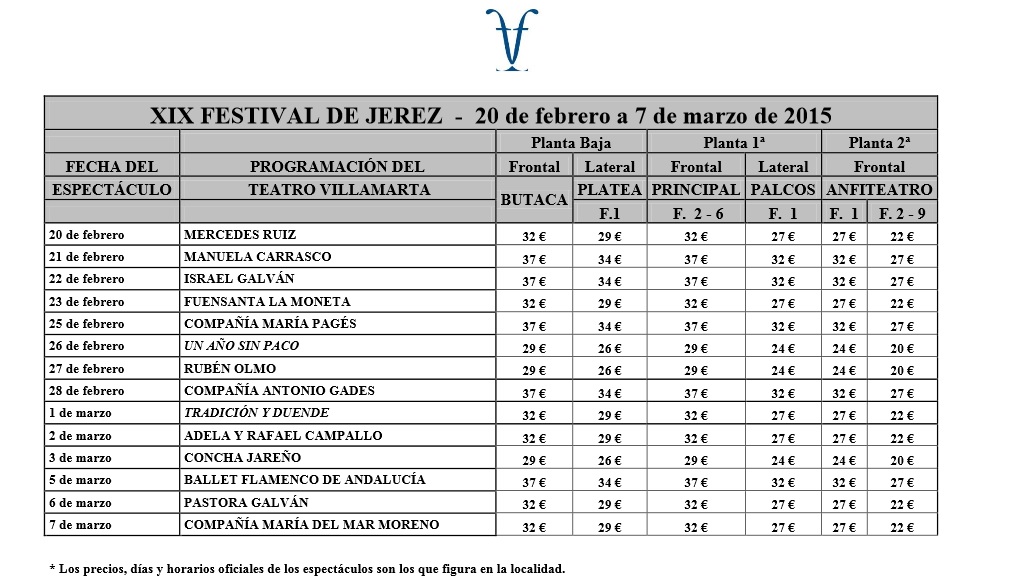 XIX FESTIVAL DE JEREZ - 20 de febrero a 7 de marzo de 2015
Planta Baja Planta 1ª Planta 2ª
FECHA DEL PROGRAMACIÓN DEL Frontal Lateral Frontal Lateral Frontal
ESPECTÁCULO TEATRO VILLAMARTA BUTACA PLATEA PRINCIPAL PALCOS ANFITEATRO
F.1 F. 2 - 6 F. 1 F. 1 F. 2 - 9
20 de febrero MERCEDES RUIZ 32 € 29 € 32 € 27 € 27 € 22 €
21 de febrero MANUELA CARRASCO 37 € 34 € 37 € 32 € 32 € 27 €
22 de febrero ISRAEL GALVÁN 37 € 34 € 37 € 32 € 32 € 27 €
23 de febrero FUENSANTA LA MONETA 32 € 29 € 32 € 27 € 27 € 22 €
25 de febrero COMPAÑÍA MARÍA PAGÉS 37 € 34 € 37 € 32 € 32 € 27 €
26 de febrero UN AÑO SIN PACO 29 € 26 € 29 € 24 € 24 € 20 €
27 de febrero RUBÉN OLMO 29 € 26 € 29 € 24 € 24 € 20 €
28 de febrero COMPAÑÍA ANTONIO GADES 37 € 34 € 37 € 32 € 32 € 27 €
1 de marzo TRADICIÓN Y DUENDE 32 € 29 € 32 € 27 € 27 € 22 €
2 de marzo ADELA Y RAFAEL CAMPALLO 32 € 29 € 32 € 27 € 27 € 22 €
3 de marzo CONCHA JAREÑO 29 € 26 € 29 € 24 € 24 € 20 €
5 de marzo BALLET FLAMENCO DE ANDALUCÍA 37 € 34 € 37 € 32 € 32 € 27 €
6 de marzo PASTORA GALVÁN 32 € 29 € 32 € 27 € 27 € 22 €
7 de marzo COMPAÑÍA MARÍA DEL MAR MORENO 32 € 29 € 32 € 27 € 27 € 22 €
* Los precios, días y horarios oficiales de los espectáculos son los que figura en la localidad.